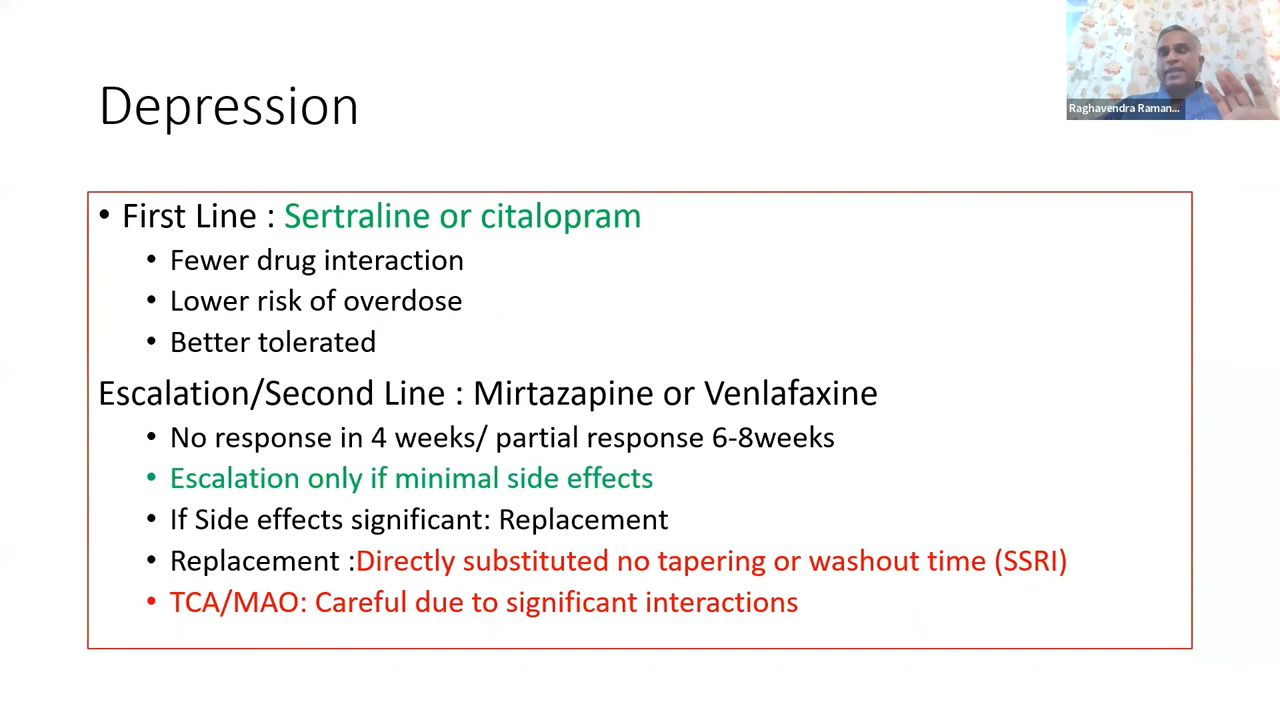 Raghavendra Raman...
Depression
• First Line : Sertraline or citalopram
• Fewer drug interaction
• Lower risk of overdose
• Better tolerated
Escalation/Second Line : Mirtazapine or Venlafaxine
• No response in 4 weeks/ partial response 6-8weeks
• Escalation only if minimal side effects
• If Side effects significant: Replacement
• Replacement :Directly substituted no tapering or washout time (SSRI)
• TCA/MAO: Careful due to significant interactions